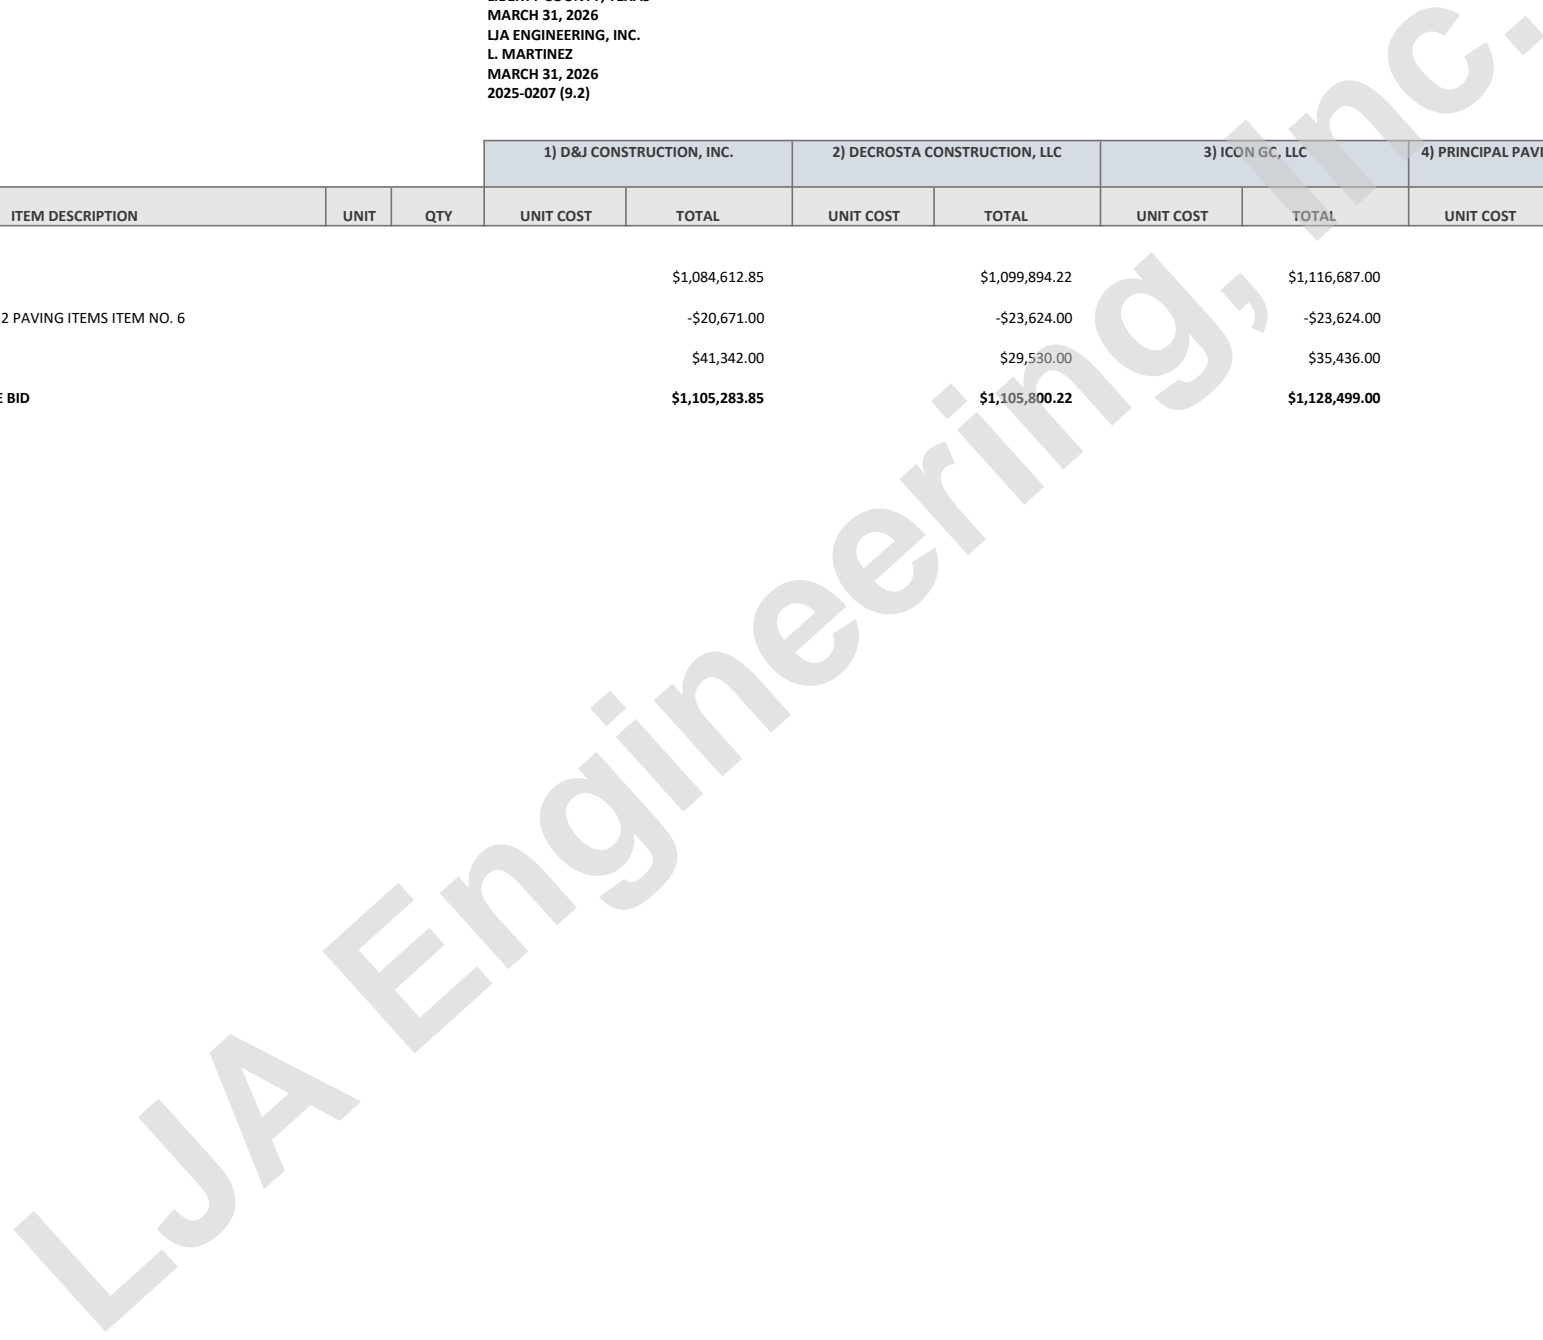 MARCH 31, 2026
LJA ENGINEERING, INC.
L. MARTINEZ
MARCH 31, 2026
2025-0207 (9.2)
1) D&J CONSTRUCTION, INC. 2) DECROSTA CONSTRUCTION, LLC 3) ICON GC, LLC 4) PRINCIPAL PAVI
ITEM DESCRIPTION UNIT QTY UNIT COST TOTAL UNIT COST TOTAL UNIT COST TOTAL UNIT COST
$1,084,612.85 $1,099,894.22 $1,116,687.00
2 PAVING ITEMS ITEM NO. 6 -$20,671.00 -$23,624.00 -$23,624.00
$41,342.00 $29,530.00 $35,436.00
E BID $1,105,283.85 $1,105,800.22 $1,128,499.00
LJA Engineering, Inc.